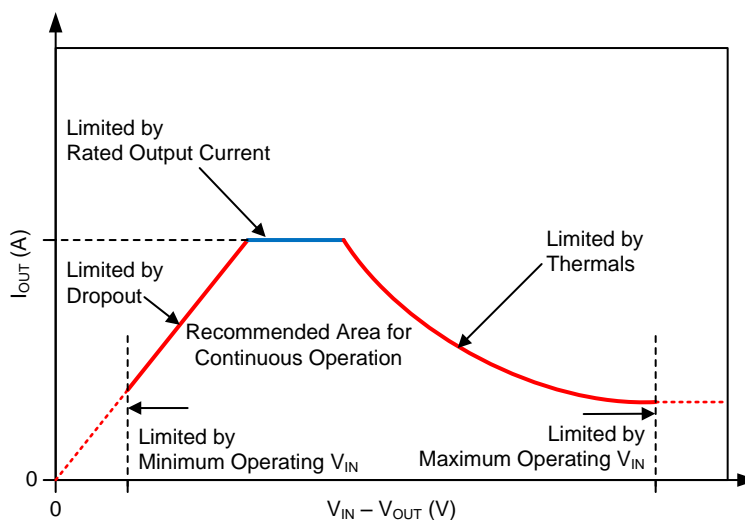 Limited by
Rated Output Current
Limited by
Thermals
Limited by
Dropout
Recommended Area for
Continuous Operation
Limited by
Minimum Operating VIN
Limited by
Maximum Operating VIN
IOUT (A)
0
0
VIN – VOUT (V)